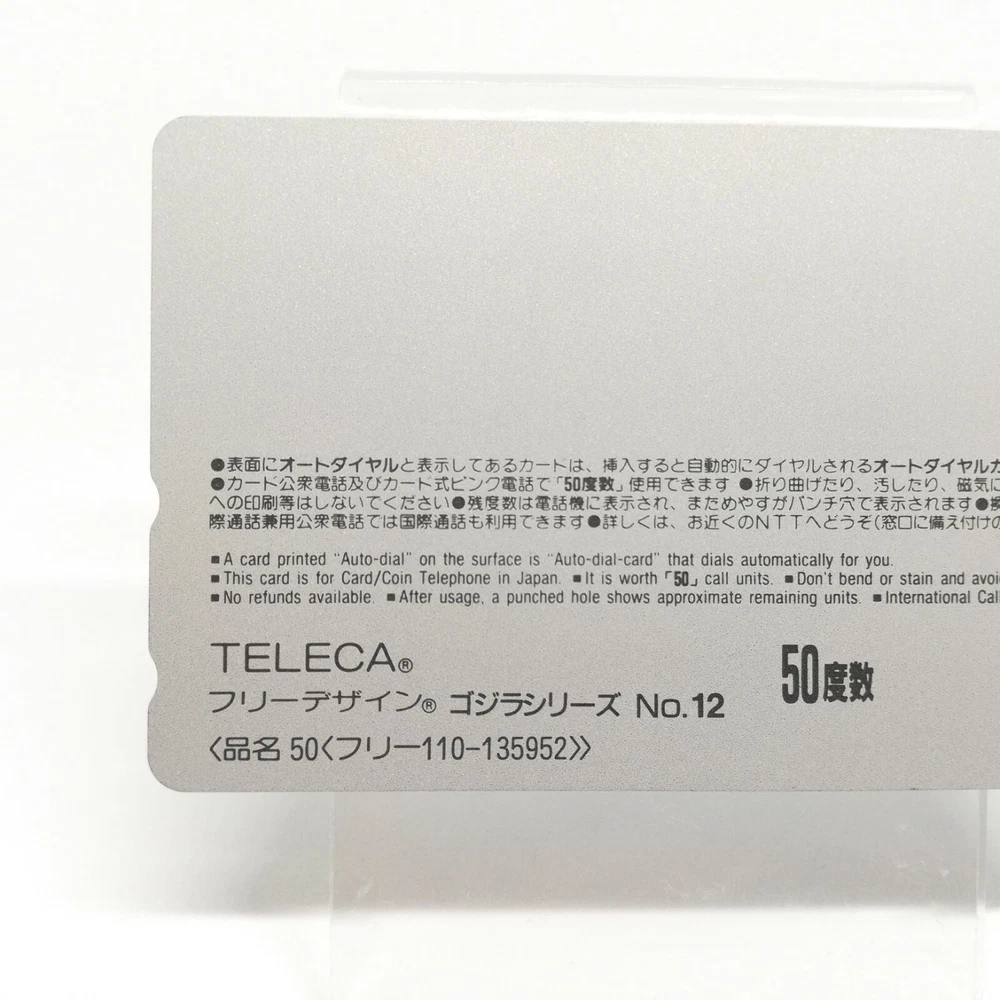 ●表面にオートダイヤルと表示してあるカードは、挿入すると自動的にダイヤルされるオートダイヤルカ
●カード公衆電話及びカード式ピンク電話で「50度数」使用できます ●折り曲げたり、汚したり、磁気に
への印刷等はしないでください●残度数は電話機に表示され、まためやすがパンチ穴で表示されます●
際通話兼用公衆電話では国際通話も利用できます●詳しくは、お近くのNTTへどうぞ(窓口に備え付けの
■A card printed "Auto-dial" on the surface is "Auto-dial-card" that dials automatically for you.
■This card is for Card/Coin Telephone in Japan. ■It is worth「50」call units. ■Don't bend or stain and avoi
■No refunds available. ■After usage, a punched hole shows approximate remaining units. ■International Cal
TELECA®
50度数
フリーデザイン® ゴジラシリーズ No.12
〈品名 50〈フリー110-135952〉〉